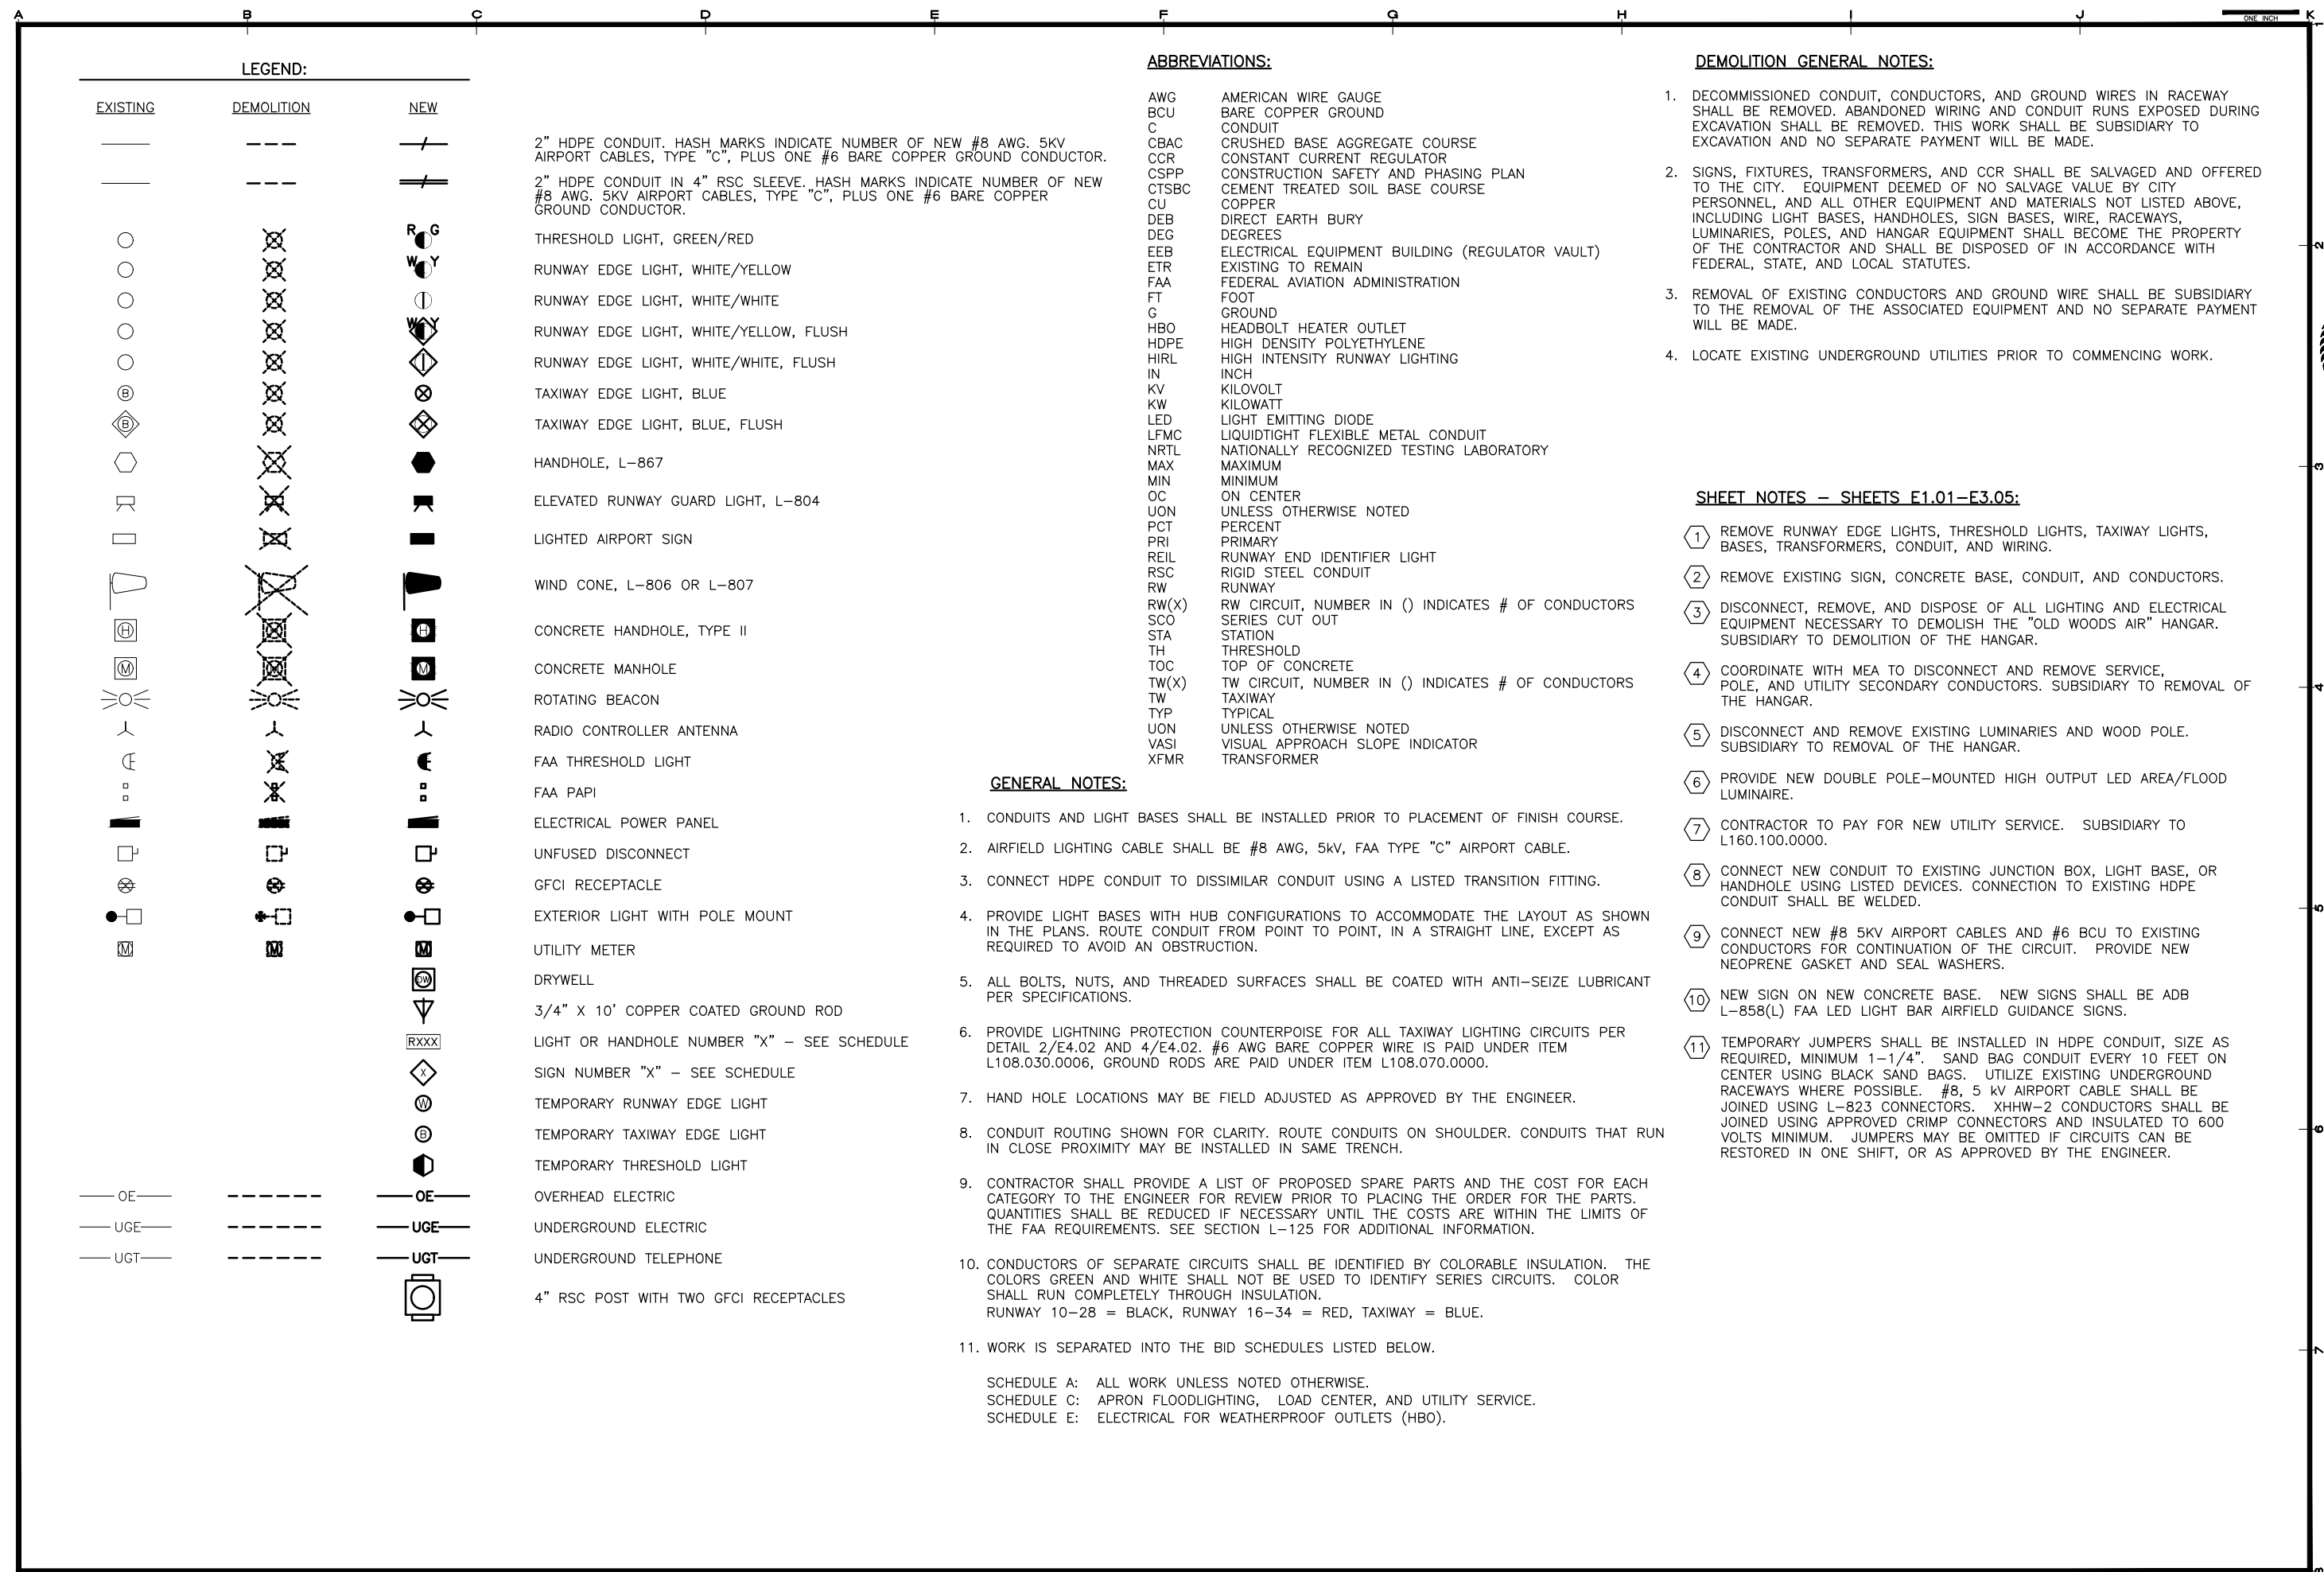 A B C D E F G H I J K
ONE INCH
1
2
3
4
5
6
7
LEGEND:
EXISTING DEMOLITION NEW
2" HDPE CONDUIT. HASH MARKS INDICATE NUMBER OF NEW #8 AWG. 5KV
AIRPORT CABLES, TYPE "C", PLUS ONE #6 BARE COPPER GROUND CONDUCTOR.
2" HDPE CONDUIT IN 4" RSC SLEEVE. HASH MARKS INDICATE NUMBER OF NEW
#8 AWG. 5KV AIRPORT CABLES, TYPE "C", PLUS ONE #6 BARE COPPER
GROUND CONDUCTOR.
R G THRESHOLD LIGHT, GREEN/RED
W Y RUNWAY EDGE LIGHT, WHITE/YELLOW
RUNWAY EDGE LIGHT, WHITE/WHITE
W Y RUNWAY EDGE LIGHT, WHITE/YELLOW, FLUSH
RUNWAY EDGE LIGHT, WHITE/WHITE, FLUSH
B TAXIWAY EDGE LIGHT, BLUE
B TAXIWAY EDGE LIGHT, BLUE, FLUSH
HANDHOLE, L-867
ELEVATED RUNWAY GUARD LIGHT, L-804
LIGHTED AIRPORT SIGN
WIND CONE, L-806 OR L-807
H H CONCRETE HANDHOLE, TYPE II
M M CONCRETE MANHOLE
ROTATING BEACON
RADIO CONTROLLER ANTENNA
FAA THRESHOLD LIGHT
FAA PAPI
ELECTRICAL POWER PANEL
UNFUSED DISCONNECT
GFCI RECEPTACLE
EXTERIOR LIGHT WITH POLE MOUNT
M M M UTILITY METER
DW DRYWELL
3/4" X 10' COPPER COATED GROUND ROD
RXXX LIGHT OR HANDHOLE NUMBER "X" - SEE SCHEDULE
X SIGN NUMBER "X" - SEE SCHEDULE
W TEMPORARY RUNWAY EDGE LIGHT
B TEMPORARY TAXIWAY EDGE LIGHT
TEMPORARY THRESHOLD LIGHT
OE OE OVERHEAD ELECTRIC
UGE UGE UNDERGROUND ELECTRIC
UGT UGT UNDERGROUND TELEPHONE
4" RSC POST WITH TWO GFCI RECEPTACLES
ABBREVIATIONS:
AWG AMERICAN WIRE GAUGE
BCU BARE COPPER GROUND
C CONDUIT
CBAC CRUSHED BASE AGGREGATE COURSE
CCR CONSTANT CURRENT REGULATOR
CSPP CONSTRUCTION SAFETY AND PHASING PLAN
CTSBC CEMENT TREATED SOIL BASE COURSE
CU COPPER
DEB DIRECT EARTH BURY
DEG DEGREES
EEB ELECTRICAL EQUIPMENT BUILDING (REGULATOR VAULT)
ETR EXISTING TO REMAIN
FAA FEDERAL AVIATION ADMINISTRATION
FT FOOT
G GROUND
HBO HEADBOLT HEATER OUTLET
HDPE HIGH DENSITY POLYETHYLENE
HIRL HIGH INTENSITY RUNWAY LIGHTING
IN INCH
KV KILOVOLT
KW KILOWATT
LED LIGHT EMITTING DIODE
LFMC LIQUIDTIGHT FLEXIBLE METAL CONDUIT
NRTL NATIONALLY RECOGNIZED TESTING LABORATORY
MAX MAXIMUM
MIN MINIMUM
OC ON CENTER
UON UNLESS OTHERWISE NOTED
PCT PERCENT
PRI PRIMARY
REIL RUNWAY END IDENTIFIER LIGHT
RSC RIGID STEEL CONDUIT
RW RUNWAY
RW(X) RW CIRCUIT, NUMBER IN () INDICATES # OF CONDUCTORS
SCO SERIES CUT OUT
STA STATION
TH THRESHOLD
TOC TOP OF CONCRETE
TW(X) TW CIRCUIT, NUMBER IN () INDICATES # OF CONDUCTORS
TW TAXIWAY
TYP TYPICAL
UON UNLESS OTHERWISE NOTED
VASI VISUAL APPROACH SLOPE INDICATOR
XFMR TRANSFORMER
GENERAL NOTES:
1. CONDUITS AND LIGHT BASES SHALL BE INSTALLED PRIOR TO PLACEMENT OF FINISH COURSE.
2. AIRFIELD LIGHTING CABLE SHALL BE #8 AWG, 5kV, FAA TYPE "C" AIRPORT CABLE.
3. CONNECT HDPE CONDUIT TO DISSIMILAR CONDUIT USING A LISTED TRANSITION FITTING.
4. PROVIDE LIGHT BASES WITH HUB CONFIGURATIONS TO ACCOMMODATE THE LAYOUT AS SHOWN
IN THE PLANS. ROUTE CONDUIT FROM POINT TO POINT, IN A STRAIGHT LINE, EXCEPT AS
REQUIRED TO AVOID AN OBSTRUCTION.
5. ALL BOLTS, NUTS, AND THREADED SURFACES SHALL BE COATED WITH ANTI-SEIZE LUBRICANT
PER SPECIFICATIONS.
6. PROVIDE LIGHTNING PROTECTION COUNTERPOISE FOR ALL TAXIWAY LIGHTING CIRCUITS PER
DETAIL 2/E4.02 AND 4/E4.02. #6 AWG BARE COPPER WIRE IS PAID UNDER ITEM
L108.030.0006, GROUND RODS ARE PAID UNDER ITEM L108.070.0000.
7. HAND HOLE LOCATIONS MAY BE FIELD ADJUSTED AS APPROVED BY THE ENGINEER.
8. CONDUIT ROUTING SHOWN FOR CLARITY. ROUTE CONDUITS ON SHOULDER. CONDUITS THAT RUN
IN CLOSE PROXIMITY MAY BE INSTALLED IN SAME TRENCH.
9. CONTRACTOR SHALL PROVIDE A LIST OF PROPOSED SPARE PARTS AND THE COST FOR EACH
CATEGORY TO THE ENGINEER FOR REVIEW PRIOR TO PLACING THE ORDER FOR THE PARTS.
QUANTITIES SHALL BE REDUCED IF NECESSARY UNTIL THE COSTS ARE WITHIN THE LIMITS OF
THE FAA REQUIREMENTS. SEE SECTION L-125 FOR ADDITIONAL INFORMATION.
10. CONDUCTORS OF SEPARATE CIRCUITS SHALL BE IDENTIFIED BY COLORABLE INSULATION. THE
COLORS GREEN AND WHITE SHALL NOT BE USED TO IDENTIFY SERIES CIRCUITS. COLOR
SHALL RUN COMPLETELY THROUGH INSULATION.
RUNWAY 10-28 = BLACK, RUNWAY 16-34 = RED, TAXIWAY = BLUE.
11. WORK IS SEPARATED INTO THE BID SCHEDULES LISTED BELOW.
SCHEDULE A: ALL WORK UNLESS NOTED OTHERWISE.
SCHEDULE C: APRON FLOODLIGHTING, LOAD CENTER, AND UTILITY SERVICE.
SCHEDULE E: ELECTRICAL FOR WEATHERPROOF OUTLETS (HBO).
DEMOLITION GENERAL NOTES:
1. DECOMMISSIONED CONDUIT, CONDUCTORS, AND GROUND WIRES IN RACEWAY
SHALL BE REMOVED. ABANDONED WIRING AND CONDUIT RUNS EXPOSED DURING
EXCAVATION SHALL BE REMOVED. THIS WORK SHALL BE SUBSIDIARY TO
EXCAVATION AND NO SEPARATE PAYMENT WILL BE MADE.
2. SIGNS, FIXTURES, TRANSFORMERS, AND CCR SHALL BE SALVAGED AND OFFERED
TO THE CITY. EQUIPMENT DEEMED OF NO SALVAGE VALUE BY CITY
PERSONNEL, AND ALL OTHER EQUIPMENT AND MATERIALS NOT LISTED ABOVE,
INCLUDING LIGHT BASES, HANDHOLES, SIGN BASES, WIRE, RACEWAYS,
LUMINARIES, POLES, AND HANGAR EQUIPMENT SHALL BECOME THE PROPERTY
OF THE CONTRACTOR AND SHALL BE DISPOSED OF IN ACCORDANCE WITH
FEDERAL, STATE, AND LOCAL STATUTES.
3. REMOVAL OF EXISTING CONDUCTORS AND GROUND WIRE SHALL BE SUBSIDIARY
TO THE REMOVAL OF THE ASSOCIATED EQUIPMENT AND NO SEPARATE PAYMENT
WILL BE MADE.
4. LOCATE EXISTING UNDERGROUND UTILITIES PRIOR TO COMMENCING WORK.
SHEET NOTES - SHEETS E1.01-E3.05:
1 REMOVE RUNWAY EDGE LIGHTS, THRESHOLD LIGHTS, TAXIWAY LIGHTS,
BASES, TRANSFORMERS, CONDUIT, AND WIRING.
2 REMOVE EXISTING SIGN, CONCRETE BASE, CONDUIT, AND CONDUCTORS.
3 DISCONNECT, REMOVE, AND DISPOSE OF ALL LIGHTING AND ELECTRICAL
EQUIPMENT NECESSARY TO DEMOLISH THE "OLD WOODS AIR" HANGAR.
SUBSIDIARY TO DEMOLITION OF THE HANGAR.
4 COORDINATE WITH MEA TO DISCONNECT AND REMOVE SERVICE,
POLE, AND UTILITY SECONDARY CONDUCTORS. SUBSIDIARY TO REMOVAL OF
THE HANGAR.
5 DISCONNECT AND REMOVE EXISTING LUMINARIES AND WOOD POLE.
SUBSIDIARY TO REMOVAL OF THE HANGAR.
6 PROVIDE NEW DOUBLE POLE-MOUNTED HIGH OUTPUT LED AREA/FLOOD
LUMINAIRE.
7 CONTRACTOR TO PAY FOR NEW UTILITY SERVICE. SUBSIDIARY TO
L160.100.0000.
8 CONNECT NEW CONDUIT TO EXISTING JUNCTION BOX, LIGHT BASE, OR
HANDHOLE USING LISTED DEVICES. CONNECTION TO EXISTING HDPE
CONDUIT SHALL BE WELDED.
9 CONNECT NEW #8 5KV AIRPORT CABLES AND #6 BCU TO EXISTING
CONDUCTORS FOR CONTINUATION OF THE CIRCUIT. PROVIDE NEW
NEOPRENE GASKET AND SEAL WASHERS.
10 NEW SIGN ON NEW CONCRETE BASE. NEW SIGNS SHALL BE ADB
L-858(L) FAA LED LIGHT BAR AIRFIELD GUIDANCE SIGNS.
11 TEMPORARY JUMPERS SHALL BE INSTALLED IN HDPE CONDUIT, SIZE AS
REQUIRED, MINIMUM 1-1/4". SAND BAG CONDUIT EVERY 10 FEET ON
CENTER USING BLACK SAND BAGS. UTILIZE EXISTING UNDERGROUND
RACEWAYS WHERE POSSIBLE. #8, 5 kV AIRPORT CABLE SHALL BE
JOINED USING L-823 CONNECTORS. XHHW-2 CONDUCTORS SHALL BE
JOINED USING APPROVED CRIMP CONNECTORS AND INSULATED TO 600
VOLTS MINIMUM. JUMPERS MAY BE OMITTED IF CIRCUITS CAN BE
RESTORED IN ONE SHIFT, OR AS APPROVED BY THE ENGINEER.